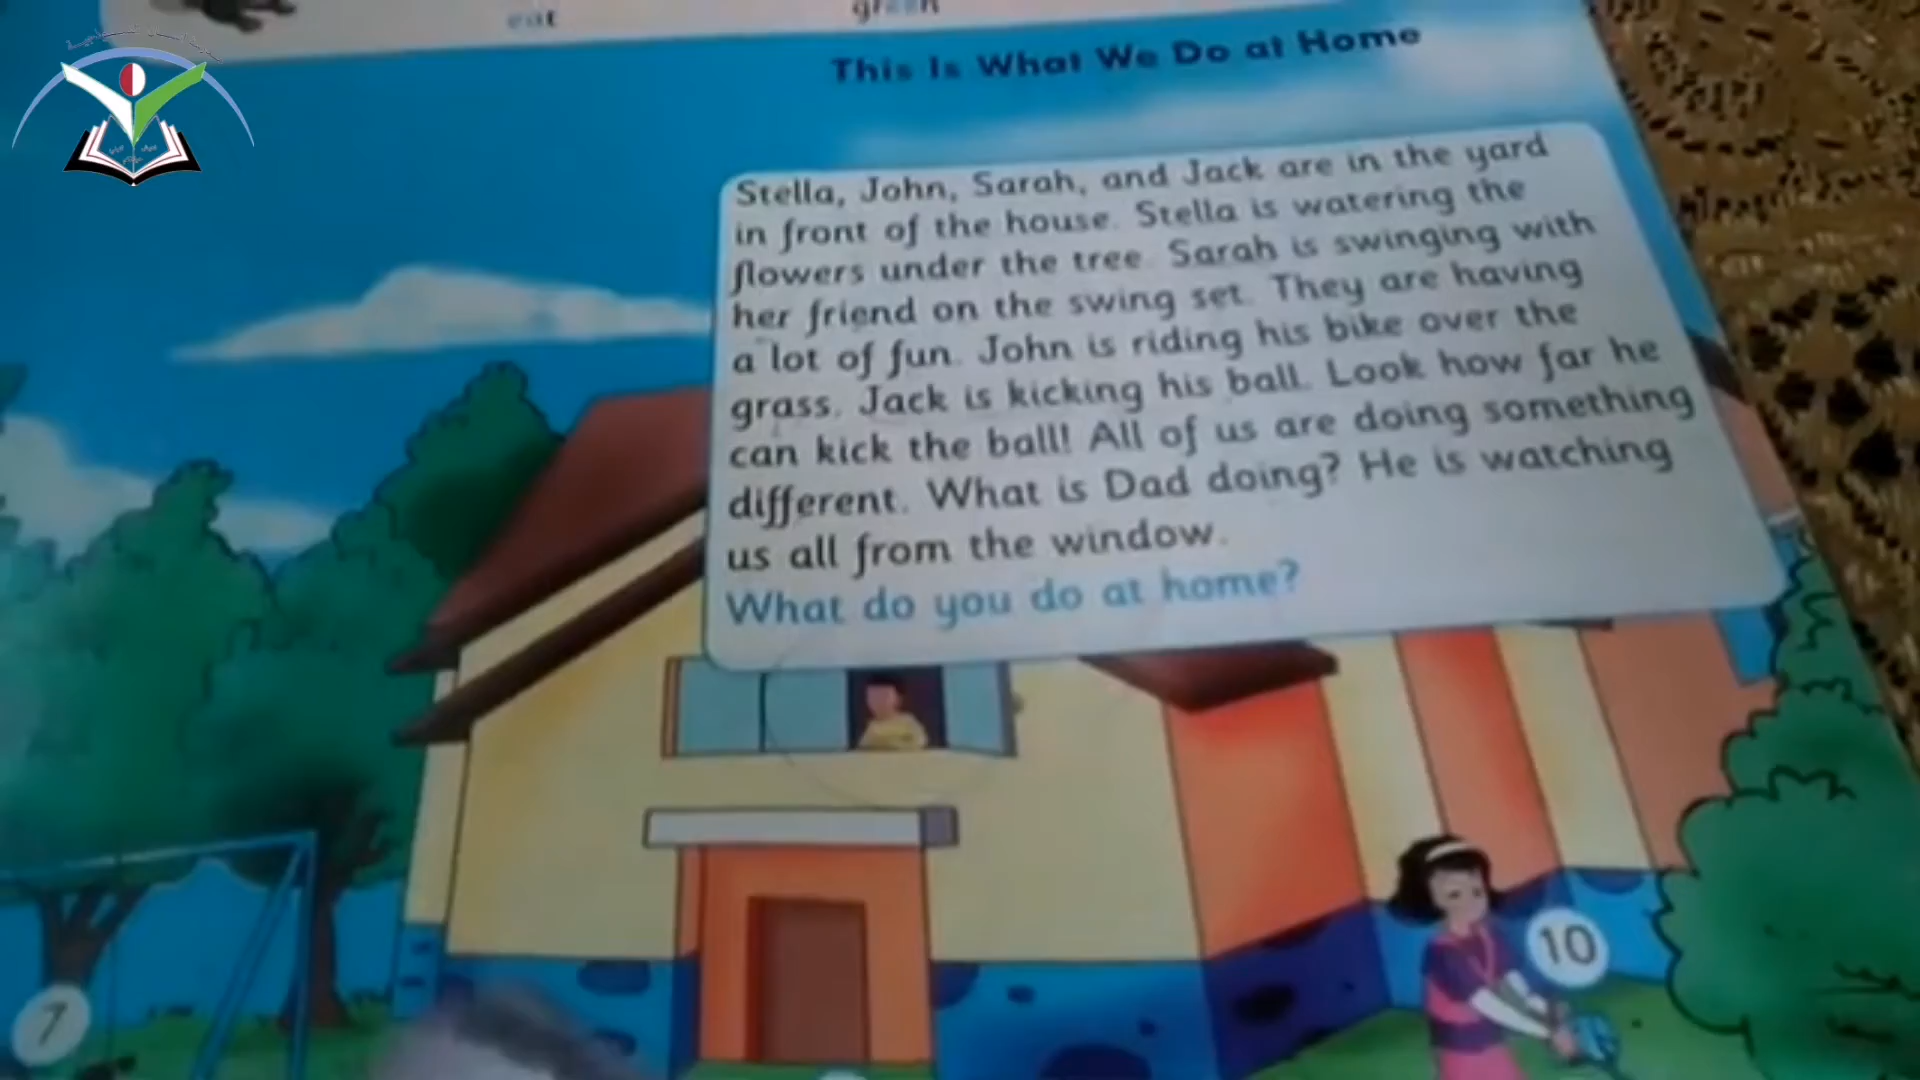 eat
green
This Is What We Do at Home
Stella, John, Sarah, and Jack are in the yard
in front of the house. Stella is watering the
flowers under the tree. Sarah is swinging with
her friend on the swing set. They are having
a lot of fun. John is riding his bike over the
grass. Jack is kicking his ball. Look how far he
can kick the ball! All of us are doing something
different. What is Dad doing? He is watching
us all from the window.
What do you do at home?
10
7